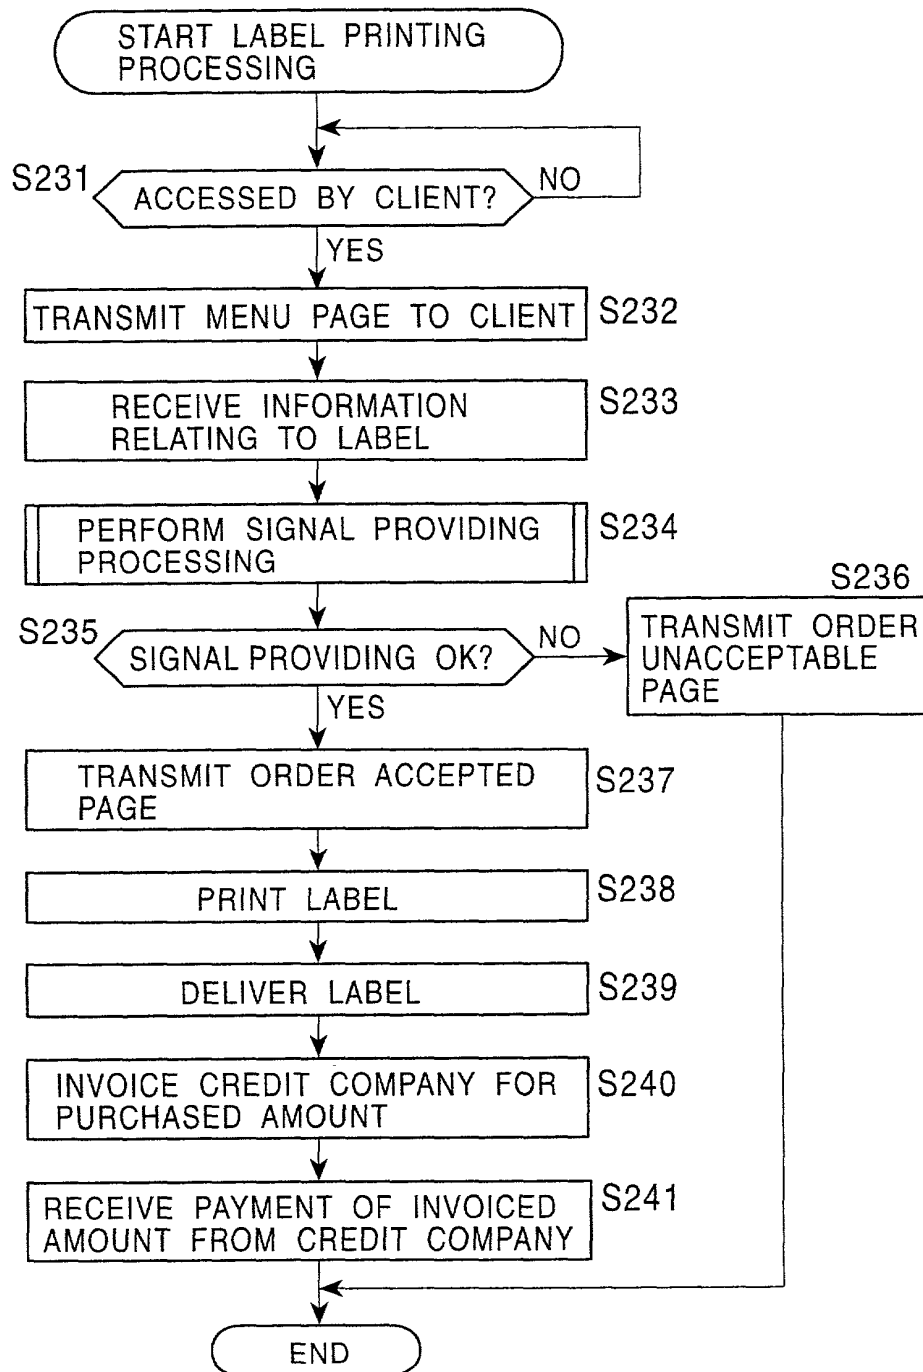 START LABEL PRINTING
PROCESSING
S231
ACCESSED BY CLIENT?
NO
YES
TRANSMIT MENU PAGE TO CLIENT
S232
RECEIVE INFORMATION
RELATING TO LABEL
S233
PERFORM SIGNAL PROVIDING
PROCESSING
S234
S235
SIGNAL PROVIDING OK?
NO
S236
TRANSMIT ORDER
UNACCEPTABLE
PAGE
YES
TRANSMIT ORDER ACCEPTED
PAGE
S237
PRINT LABEL
S238
DELIVER LABEL
S239
INVOICE CREDIT COMPANY FOR
PURCHASED AMOUNT
S240
RECEIVE PAYMENT OF INVOICED
AMOUNT FROM CREDIT COMPANY
S241
END